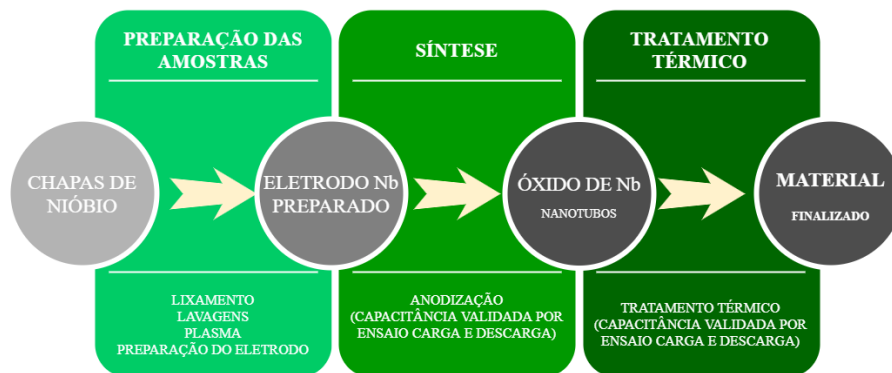 PREPARAÇÃO DAS
AMOSTRAS
SÍNTESE
TRATAMENTO
TÉRMICO
CHAPAS DE
NIÓBIO
ELETRODO Nb
PREPARADO
ÓXIDO DE Nb
NANOTUBOS
MATERIAL
FINALIZADO
LIXAMENTO
LAVAGENS
PLASMA
PREPARAÇÃO DO ELETRODO
ANODIZAÇÃO
(CAPACITÂNCIA VALIDADA POR
ENSAIO CARGA E DESCARGA)
TRATAMENTO TÉRMICO
(CAPACITÂNCIA VALIDADA POR
ENSAIO CARGA E DESCARGA)